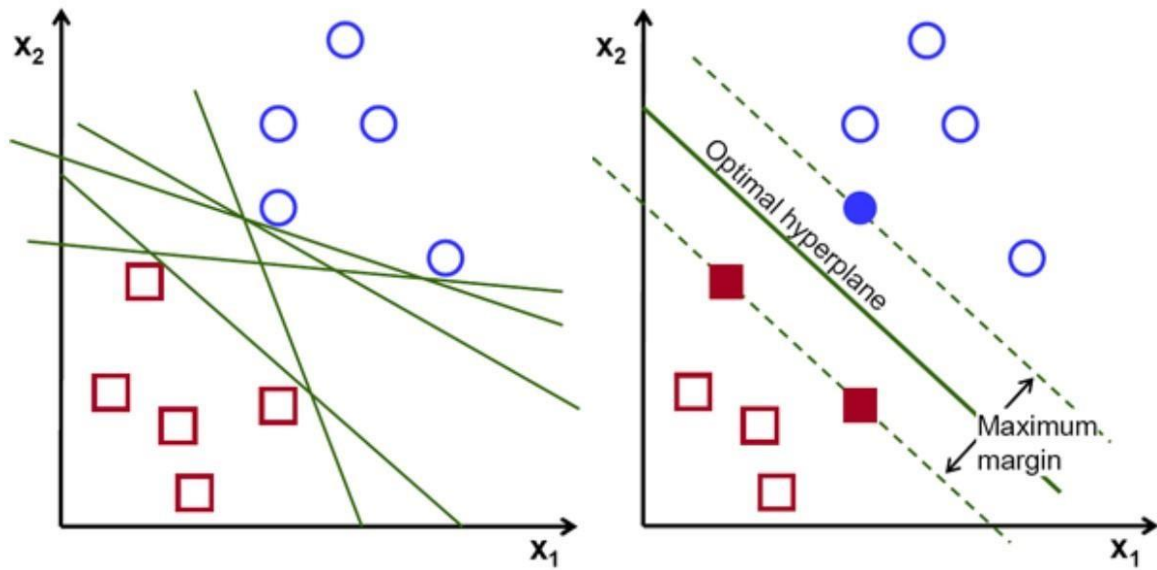 x₂
x₁
x₂
Optimal hyperplane
Maximum
margin
x₁